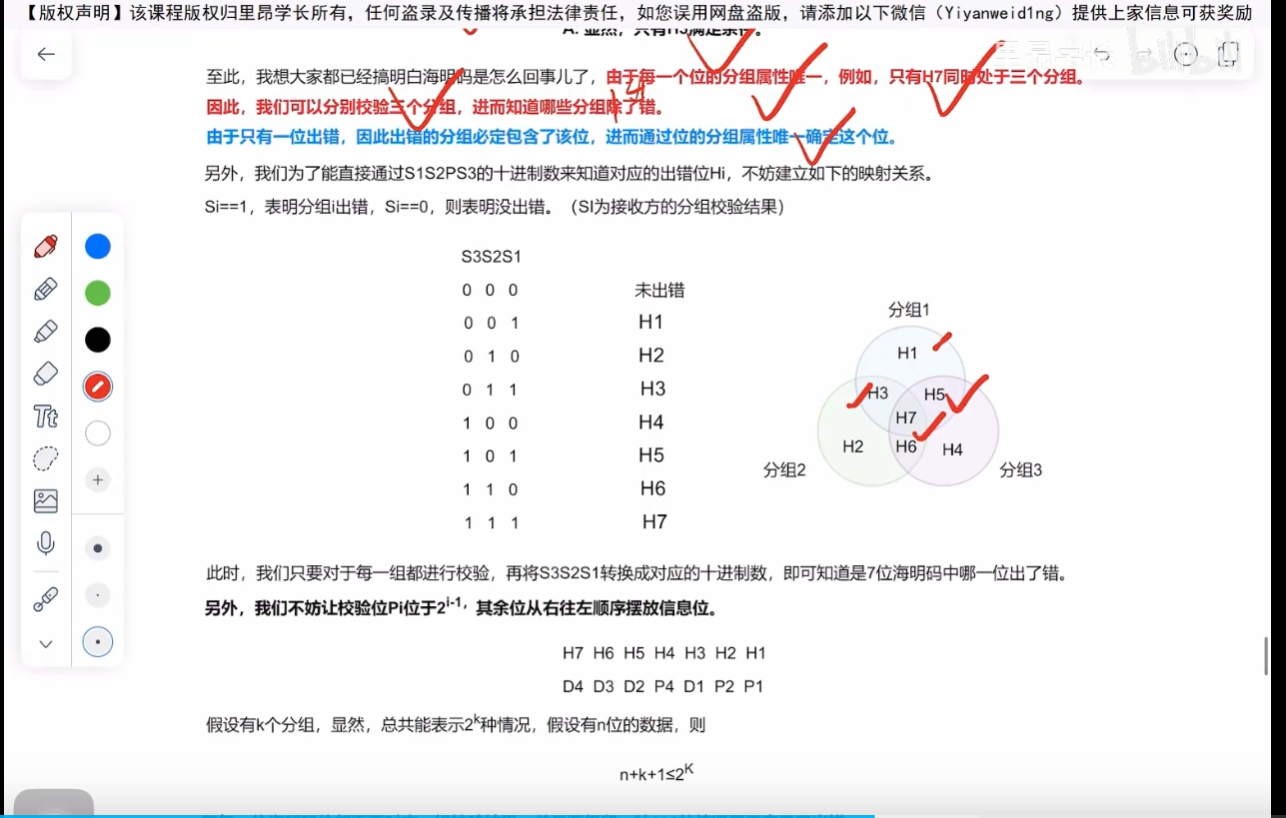 【版权声明】该课程版权归里昂学长所有，任何盗录及传播将承担法律责任，如您误用网盘盗版，请添加以下微信（Yiyanweid1ng）提供上家信息可获奖励
A. 显然，只有H3满足条件。
至此，我想大家都已经搞明白海明码是怎么回事儿了，由于每一个位的分组属性唯一，例如，只有H7同时处于三个分组。
因此，我们可以分别校验三个分组，进而知道哪些分组除了错。
由于只有一位出错，因此出错的分组必定包含了该位，进而通过位的分组属性唯一确定这个位。
另外，我们为了能直接通过S1S2PS3的十进制数来知道对应的出错位Hi，不妨建立如下的映射关系。
Si==1，表明分组i出错，Si==0，则表明没出错。（SI为接收方的分组校验结果）
S3S2S1
0 0 0 未出错
0 0 1 H1
0 1 0 H2
0 1 1 H3
1 0 0 H4
1 0 1 H5
1 1 0 H6
1 1 1 H7
分组1
H1
H3 H5
H7
H2 H6 H4
分组2 分组3
Tt
此时，我们只要对于每一组都进行校验，再将S3S2S1转换成对应的十进制数，即可知道是7位海明码中哪一位出了错。
另外，我们不妨让校验位Pi位于2^i-1，其余位从右往左顺序摆放信息位。
H7 H6 H5 H4 H3 H2 H1
D4 D3 D2 P4 D1 P2 P1
假设有k个分组，显然，总共能表示2^k种情况，假设有n位的数据，则
n+k+1≤2^K